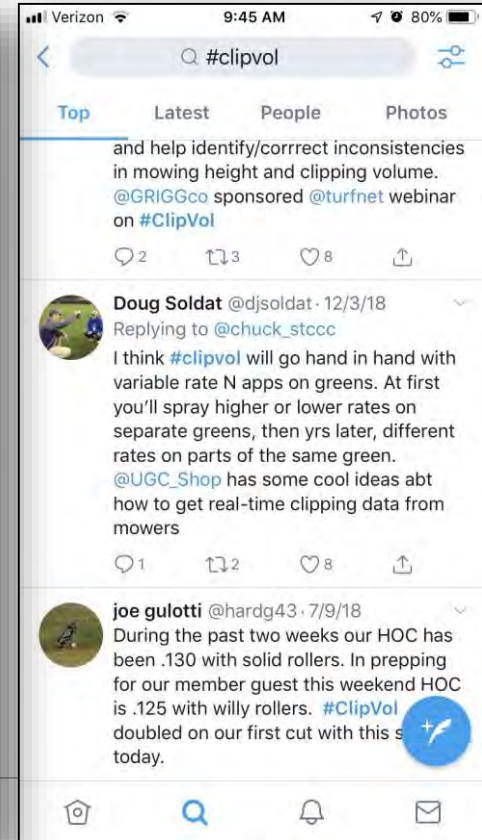 Verizon 9:45 AM 80%
#clipvol
Top Latest People Photos
and help identify/corrrect inconsistencies
in mowing height and clipping volume.
@GRIGGco sponsored @turfnet webinar
on #ClipVol
2 3 8
Doug Soldat @djsoldat · 12/3/18
Replying to @chuck_stccc
I think #clipvol will go hand in hand with
variable rate N apps on greens. At first
you'll spray higher or lower rates on
separate greens, then yrs later, different
rates on parts of the same green.
@UGC_Shop has some cool ideas abt
how to get real-time clipping data from
mowers
1 2 8
joe gulotti @hardg43 · 7/9/18
During the past two weeks our HOC has
been .130 with solid rollers. In prepping
for our member guest this weekend HOC
is .125 with willy rollers. #ClipVol
doubled on our first cut with this
today.